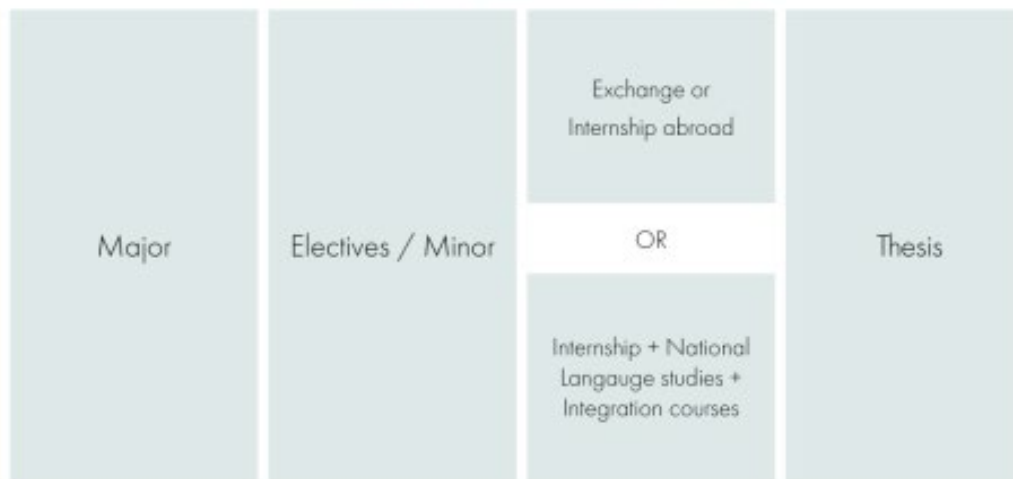 Major
Electives / Minor
Exchange or
Internship abroad
OR
Internship + National
Langauge studies +
Integration courses
Thesis